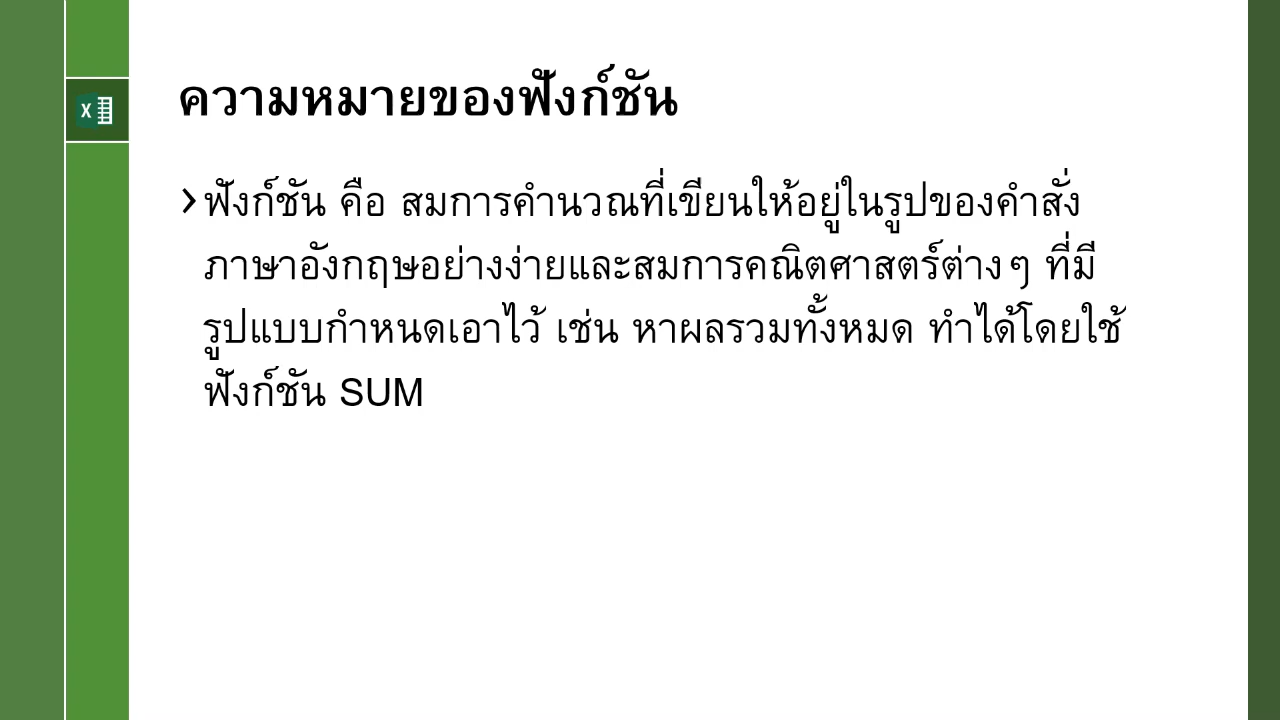 ความหมายของฟังก์ชัน
X
›ฟังก์ชัน คือ สมการคำนวณที่เขียนให้อยู่ในรูปของคำสั่ง
ภาษาอังกฤษอย่างง่ายและสมการคณิตศาสตร์ต่างๆ ที่มี
รูปแบบกำหนดเอาไว้ เช่น หาผลรวมทั้งหมด ทำได้โดยใช้
ฟังก์ชัน SUM